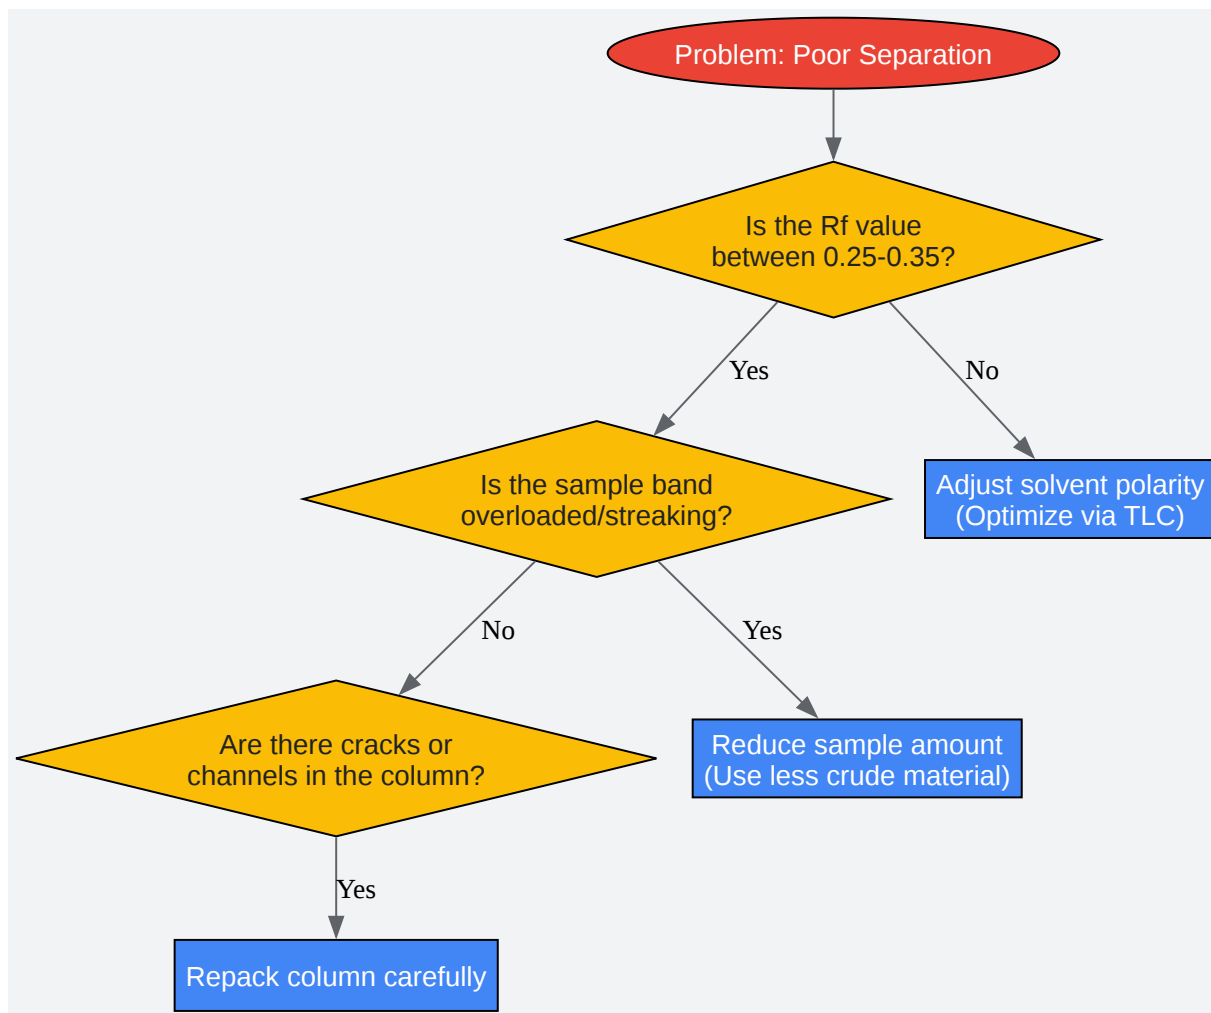 Problem: Poor Separation
Is the Rf value
between 0.25-0.35?
Yes
No
Is the sample band
overloaded/streaking?
Adjust solvent polarity
(Optimize via TLC)
No
Yes
Are there cracks or
channels in the column?
Reduce sample amount
(Use less crude material)
Yes
Repack column carefully